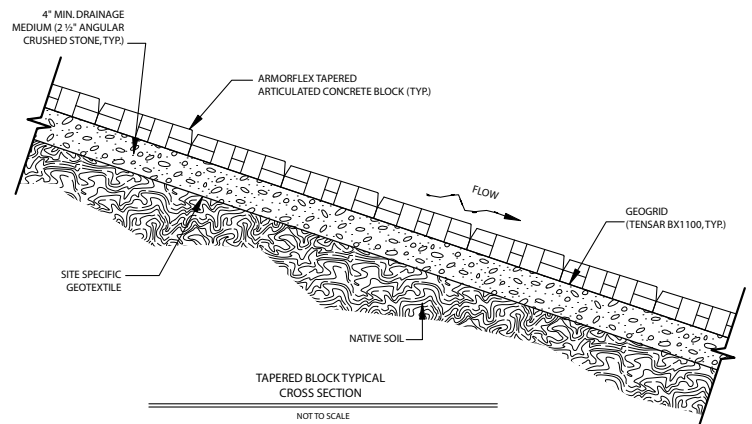 4" MIN. DRAINAGE
MEDIUM (2 ½" ANGULAR
CRUSHED STONE, TYP.)
ARMORFLEX TAPERED
ARTICULATED CONCRETE BLOCK (TYP.)
FLOW
GEOGRID
(TENSAR BX1100, TYP.)
SITE SPECIFIC
GEOTEXTILE
NATIVE SOIL
TAPERED BLOCK TYPICAL
CROSS SECTION
NOT TO SCALE